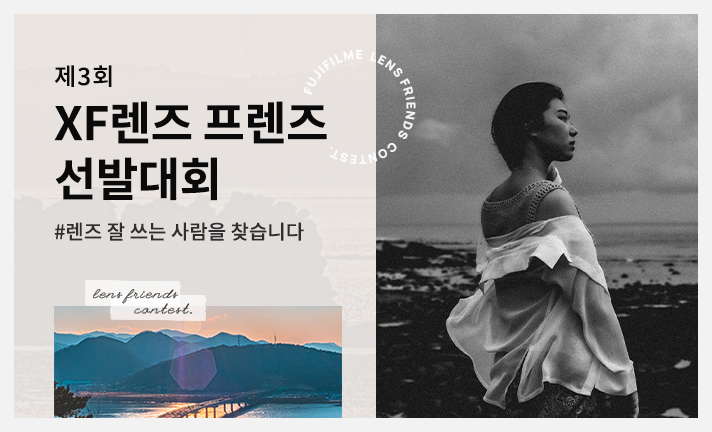 제3회
XF렌즈 프렌즈
선발대회
#렌즈 잘 쓰는 사람을 찾습니다
FUJIFILME LENS FRIENDS CONTEST.
lens friends
contest.